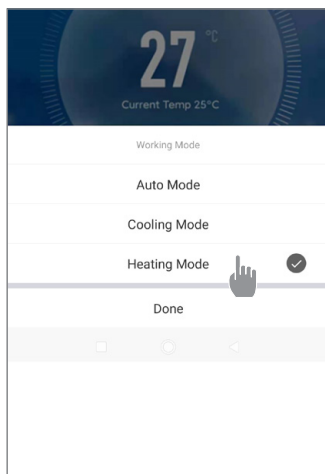 27 °C
Current Temp 25°C
Working Mode
Auto Mode
Cooling Mode
Heating Mode
Done